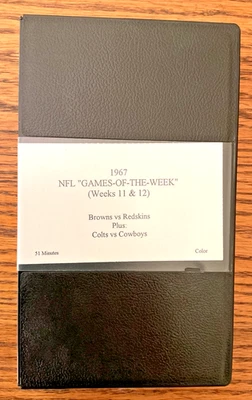 1967
NFL "GAMES-OF-THE-WEEK"
(Weeks 11 & 12)
Browns vs Redskins
Plus:
Colts vs Cowboys
51 Minutes
Color